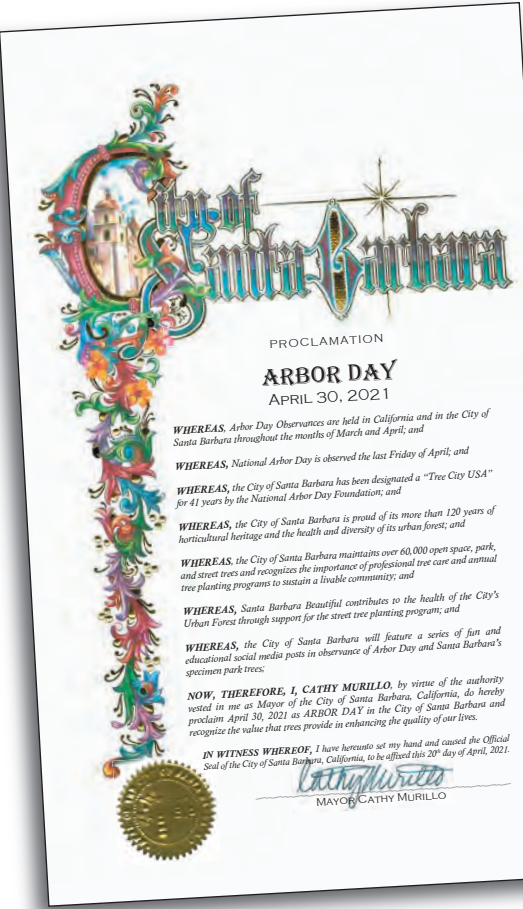 City of
Santa Barbara
PROCLAMATION
ARBOR DAY
APRIL 30, 2021
WHEREAS, Arbor Day Observances are held in California and in the City of
Santa Barbara throughout the months of March and April; and
WHEREAS, National Arbor Day is observed the last Friday of April; and
WHEREAS, the City of Santa Barbara has been designated a “Tree City USA”
for 41 years by the National Arbor Day Foundation; and
WHEREAS, the City of Santa Barbara is proud of its more than 120 years of
horticultural heritage and the health and diversity of its urban forest; and
WHEREAS, the City of Santa Barbara maintains over 60,000 open space, park,
and street trees and recognizes the importance of professional tree care and annual
tree planting programs to sustain a livable community; and
WHEREAS, Santa Barbara Beautiful contributes to the health of the City’s
Urban Forest through support for the street tree planting program; and
WHEREAS, the City of Santa Barbara will feature a series of fun and
educational social media posts in observance of Arbor Day and Santa Barbara’s
specimen park trees;
NOW, THEREFORE, I, CATHY MURILLO, by virtue of the authority
vested in me as Mayor of the City of Santa Barbara, California, do hereby
proclaim April 30, 2021 as ARBOR DAY in the City of Santa Barbara and
recognize the value that trees provide in enhancing the quality of our lives.
IN WITNESS WHEREOF, I have hereunto set my hand and caused the Official
Seal of the City of Santa Barbara, California, to be affixed this 20th day of April, 2021.
Cathy Murillo
MAYOR CATHY MURILLO